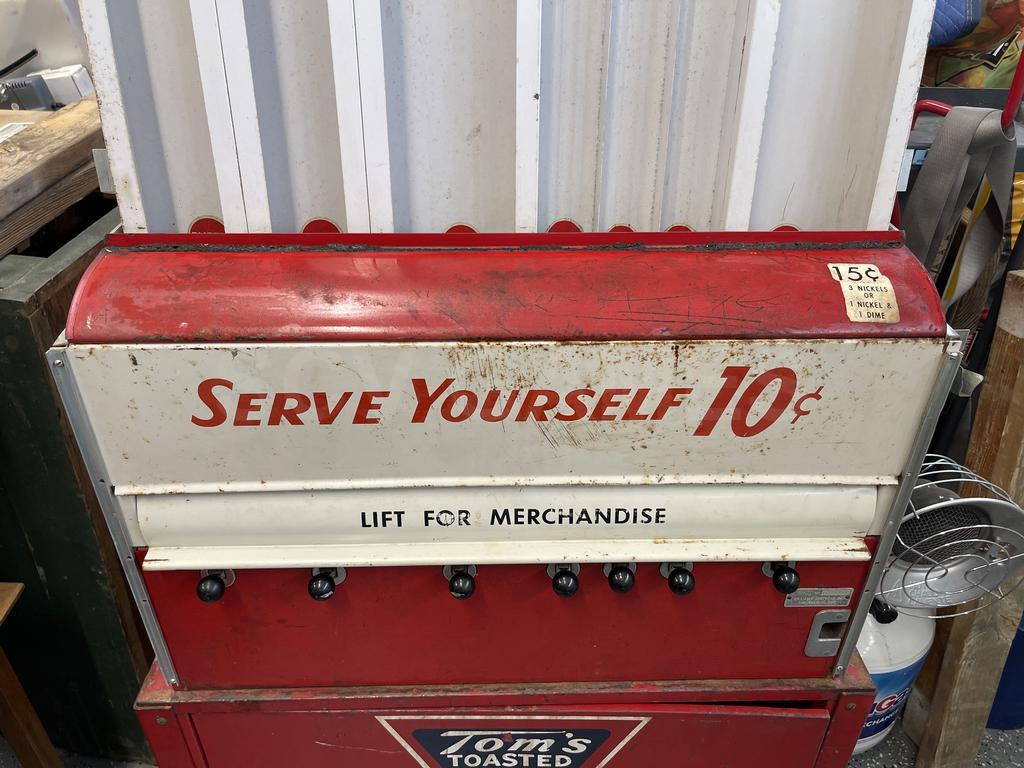 15¢
3 NICKELS
OR
1 NICKEL &
1 DIME
SERVE YOURSELF 10¢
LIFT FOR MERCHANDISE
Tom's
TOASTED